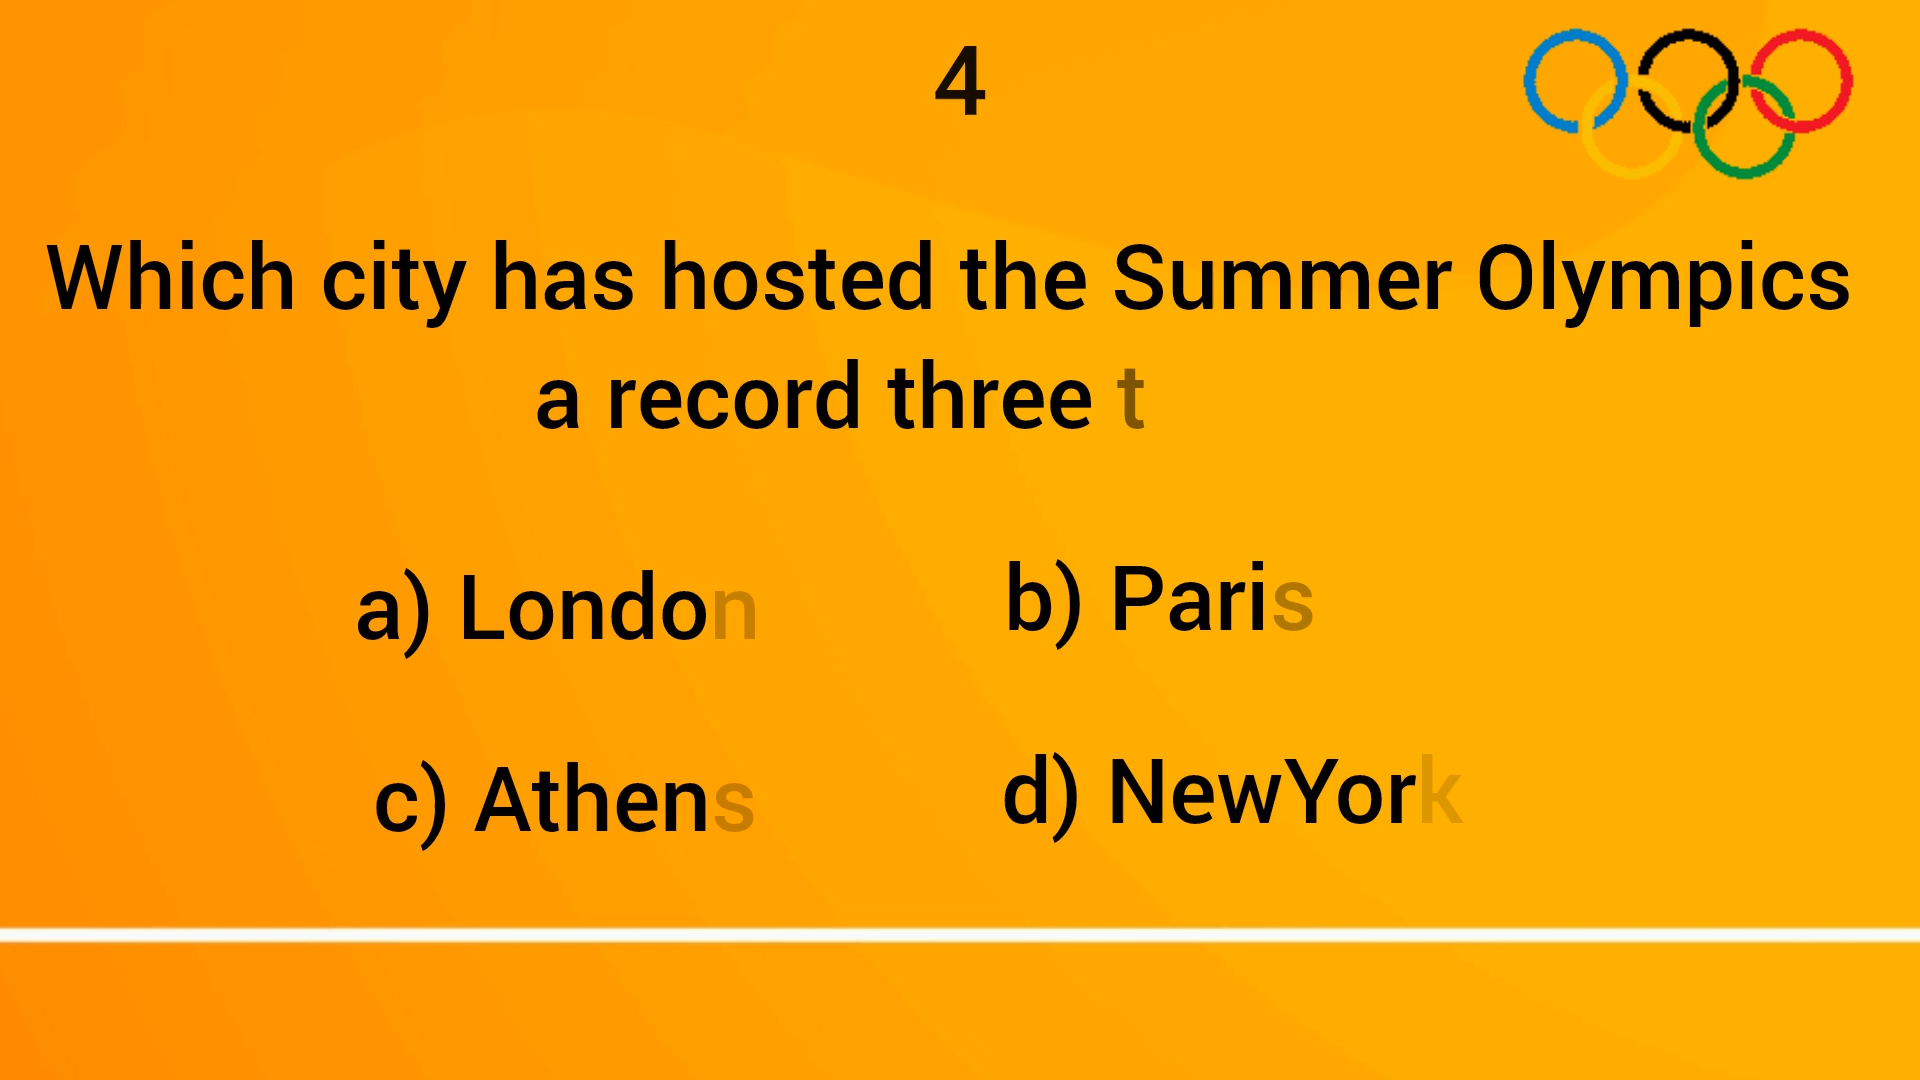 4
Which city has hosted the Summer Olympics
a record three t
a) London
b) Paris
c) Athens
d) NewYork